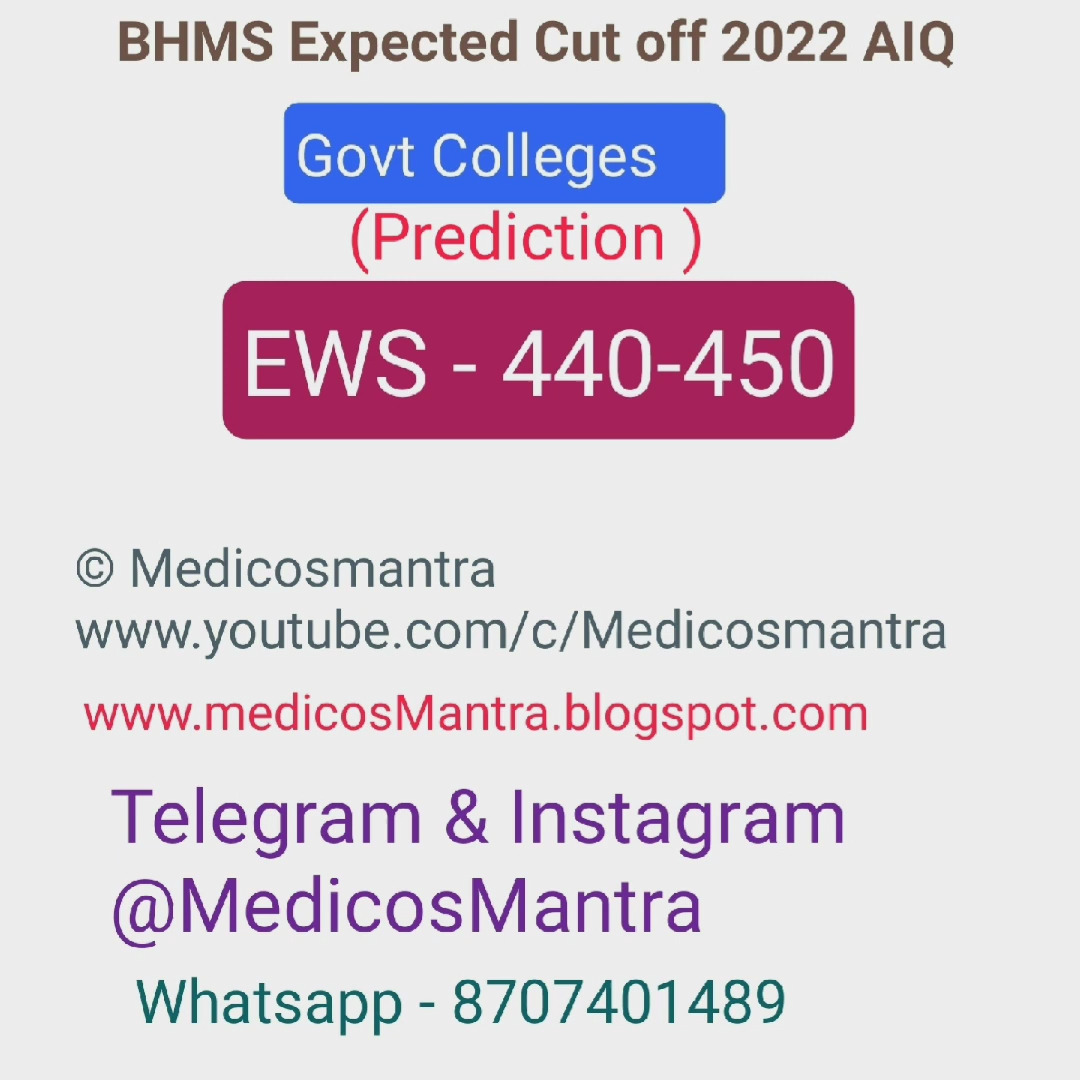 BHMS Expected Cut off 2022 AIQ
Govt Colleges
(Prediction )
EWS - 440-450
© Medicosmantra
www.youtube.com/c/Medicosmantra
www.medicosMantra.blogspot.com
Telegram & Instagram
@MedicosMantra
Whatsapp - 8707401489